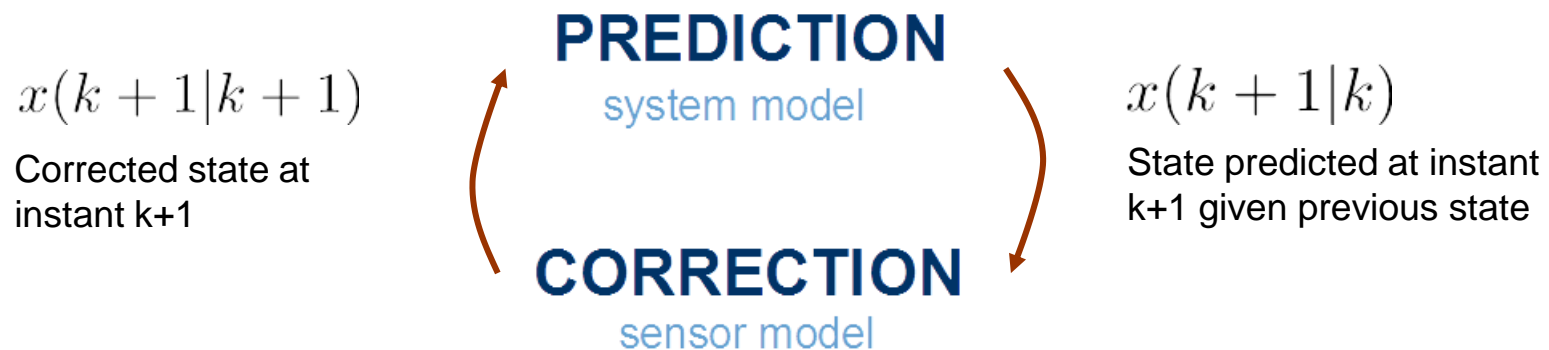 PREDICTION
system model
x(k + 1|k + 1)
Corrected state at
instant k+1
x(k + 1|k)
State predicted at instant
k+1 given previous state
CORRECTION
sensor model